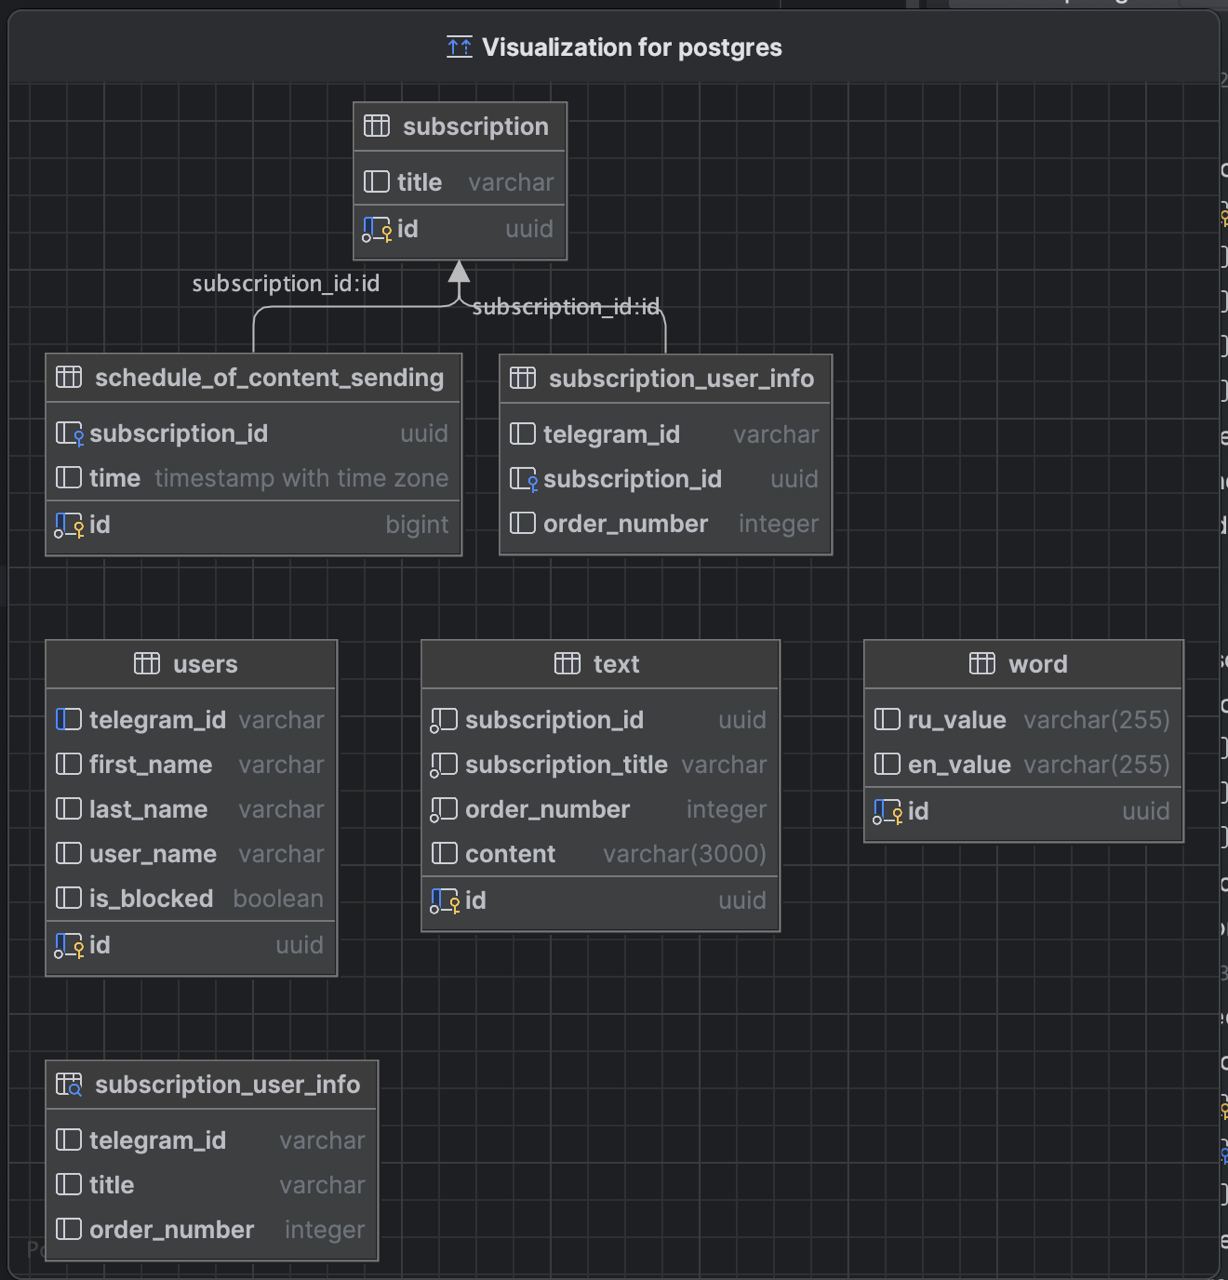 Visualization for postgres
subscription
title varchar
id uuid
subscription_id:id
subscription_id:id
schedule_of_content_sending
subscription_id uuid
time timestamp with time zone
id bigint
subscription_user_info
telegram_id varchar
subscription_id uuid
order_number integer
users
telegram_id varchar
first_name varchar
last_name varchar
user_name varchar
is_blocked boolean
id uuid
text
subscription_id uuid
subscription_title varchar
order_number integer
content varchar(3000)
id uuid
word
ru_value varchar(255)
en_value varchar(255)
id uuid
subscription_user_info
telegram_id varchar
title varchar
order_number integer